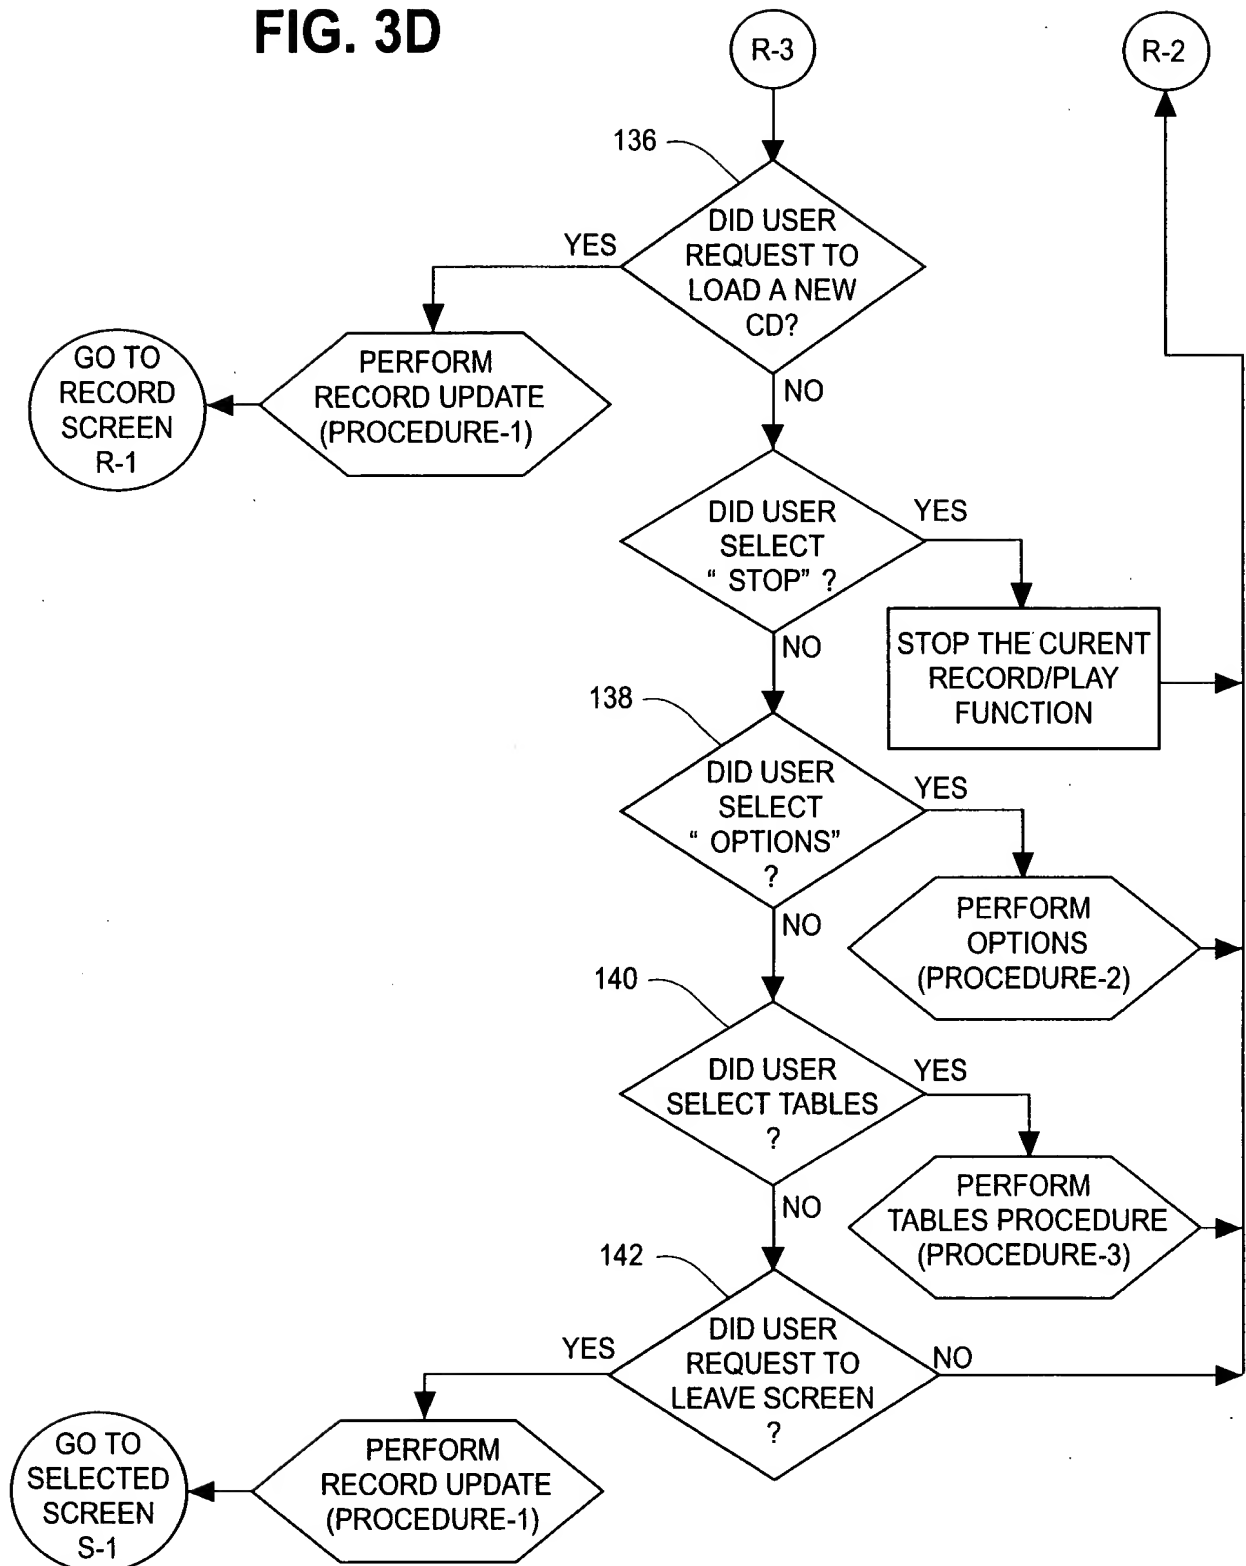 FIG. 3D
R-3
R-2
136
DID USER
REQUEST TO
LOAD A NEW
CD?
YES
NO
PERFORM
RECORD UPDATE
(PROCEDURE-1)
GO TO
RECORD
SCREEN
R-1
DID USER
SELECT
“ STOP” ?
YES
NO
STOP THE CURENT
RECORD/PLAY
FUNCTION
138
DID USER
SELECT
“ OPTIONS”
?
YES
NO
PERFORM
OPTIONS
(PROCEDURE-2)
140
DID USER
SELECT TABLES
?
YES
NO
PERFORM
TABLES PROCEDURE
(PROCEDURE-3)
142
DID USER
REQUEST TO
LEAVE SCREEN
?
YES
NO
PERFORM
RECORD UPDATE
(PROCEDURE-1)
GO TO
SELECTED
SCREEN
S-1